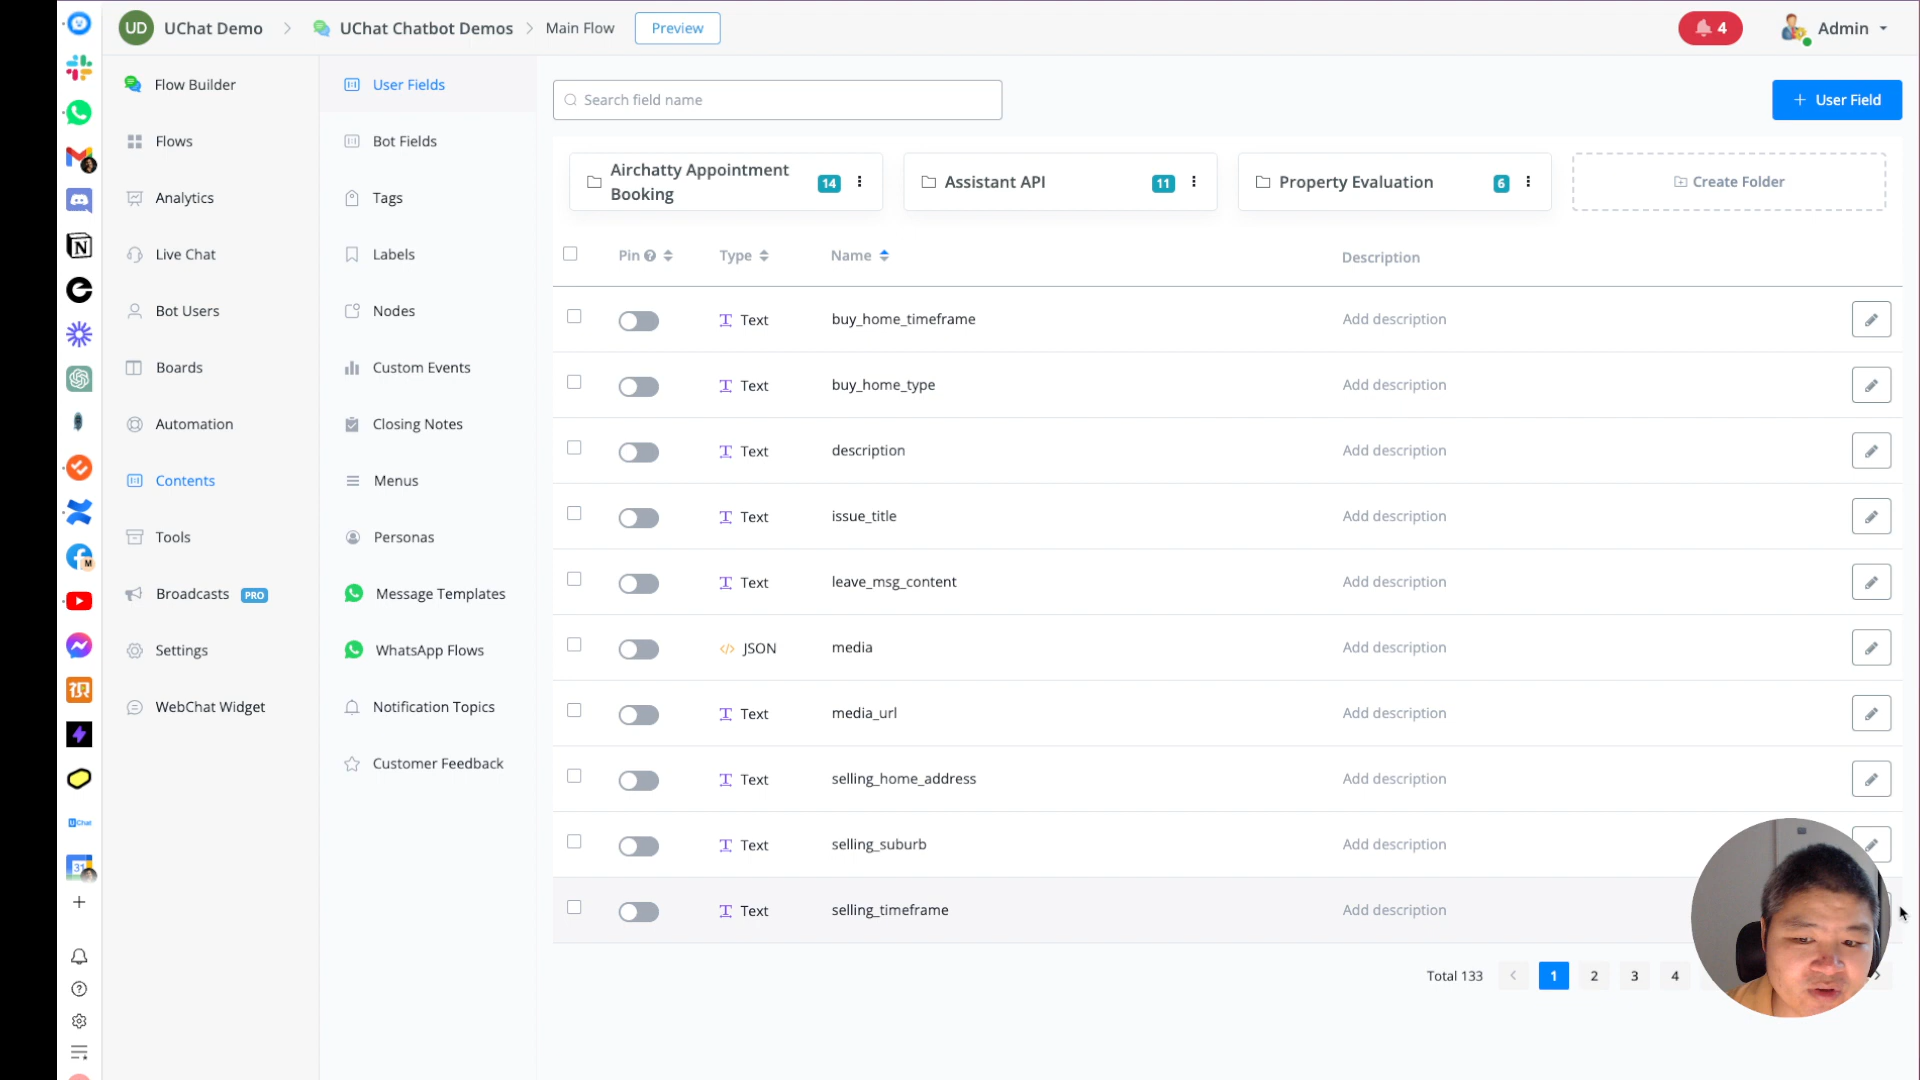 UD UChat Demo UChat Chatbot Demos Main Flow Preview 4 Admin
Flow Builder
Flows
Analytics
Live Chat
Bot Users
Boards
Automation
Contents
Tools
Broadcasts PRO
Settings
WebChat Widget
User Fields
Bot Fields
Tags
Labels
Nodes
Custom Events
Closing Notes
Menus
Personas
Message Templates
WhatsApp Flows
Notification Topics
Customer Feedback
Search field name
+ User Field
Airchatty Appointment
Booking
14
Assistant API 11
Property Evaluation 6
Create Folder
Pin Type Name Description
Text buy_home_timeframe Add description
Text buy_home_type Add description
Text description Add description
Text issue_title Add description
Text leave_msg_content Add description
</> JSON media Add description
Text media_url Add description
Text selling_home_address Add description
Text selling_suburb Add description
Text selling_timeframe Add description
Total 133 < 1 2 3 4 >
UChat
31